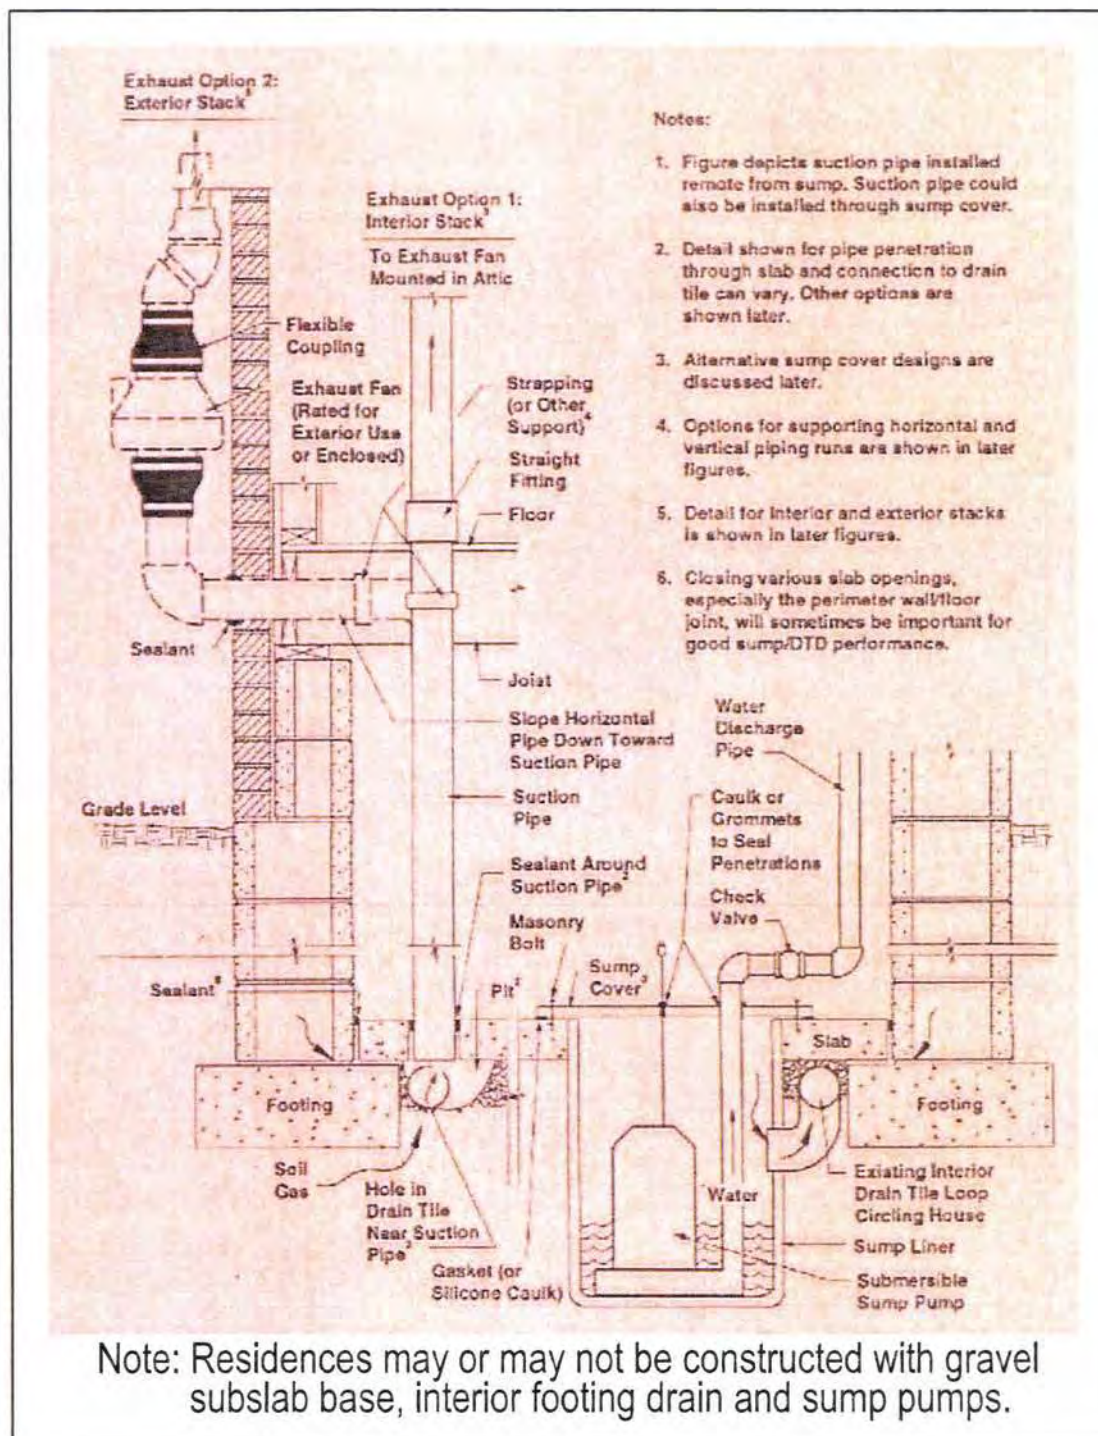 Exhaust Option 2:
Exterior Stack⁵
Exhaust Option 1:
Interior Stack⁵
To Exhaust Fan
Mounted in Attic
Flexible
Coupling
Exhaust Fan
(Rated for
Exterior Use
or Enclosed)
Strapping
(or Other
Support)⁴
Straight
Fitting
Floor
Sealant
Joist
Slope Horizontal
Pipe Down Toward
Suction Pipe
Suction
Pipe
Grade Level
Sealant Around
Suction Pipe²
Masonry
Bolt
Sealant⁶
Pit²
Sump
Cover³
Water
Discharge
Pipe
Caulk or
Grommets
to Seal
Penetrations
Check
Valve
Slab
Footing
Footing
Soil
Gas
Hole in
Drain Tile
Near Suction
Pipe²
Gasket (or
Silicone Caulk)
Water
Existing Interior
Drain Tile Loop
Circling House
Sump Liner
Submersible
Sump Pump
Notes:
1. Figure depicts suction pipe installed
remote from sump. Suction pipe could
also be installed through sump cover.
2. Detail shown for pipe penetration
through slab and connection to drain
tile can vary. Other options are
shown later.
3. Alternative sump cover designs are
discussed later.
4. Options for supporting horizontal and
vertical piping runs are shown in later
figures.
5. Detail for interior and exterior stacks
is shown in later figures.
6. Closing various slab openings,
especially the perimeter wall/floor
joint, will sometimes be important for
good sump/DTD performance.
Note: Residences may or may not be constructed with gravel
subslab base, interior footing drain and sump pumps.